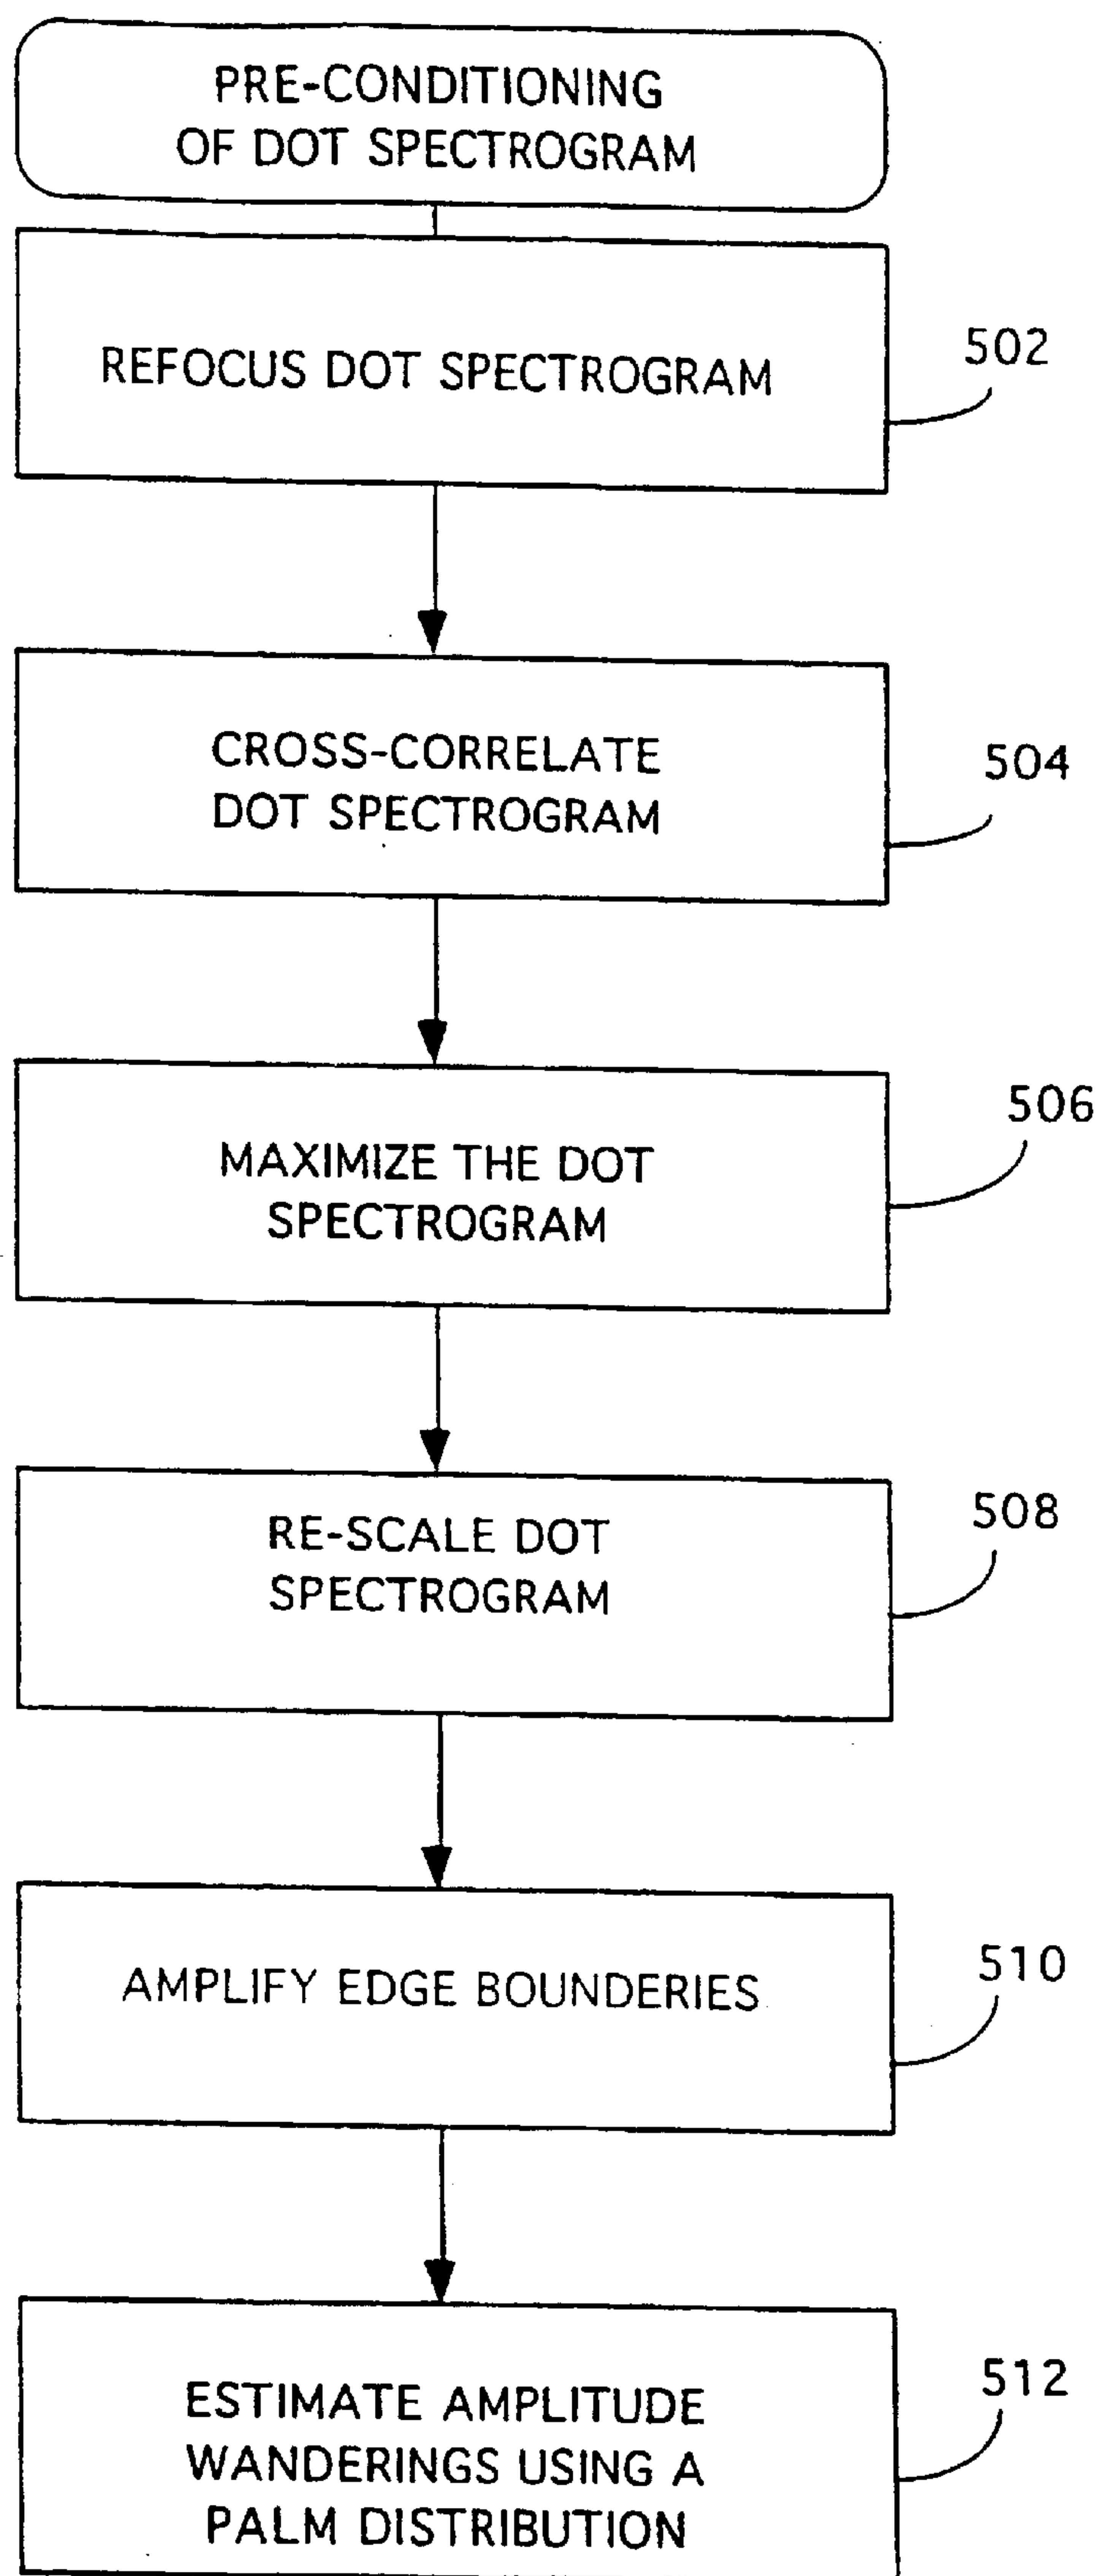 PRE-CONDITIONING
OF DOT SPECTROGRAM
REFOCUS DOT SPECTROGRAM
502
CROSS-CORRELATE
DOT SPECTROGRAM
504
MAXIMIZE THE DOT
SPECTROGRAM
506
RE-SCALE DOT
SPECTROGRAM
508
AMPLIFY EDGE BOUNDERIES
510
ESTIMATE AMPLITUDE
WANDERINGS USING A
PALM DISTRIBUTION
512